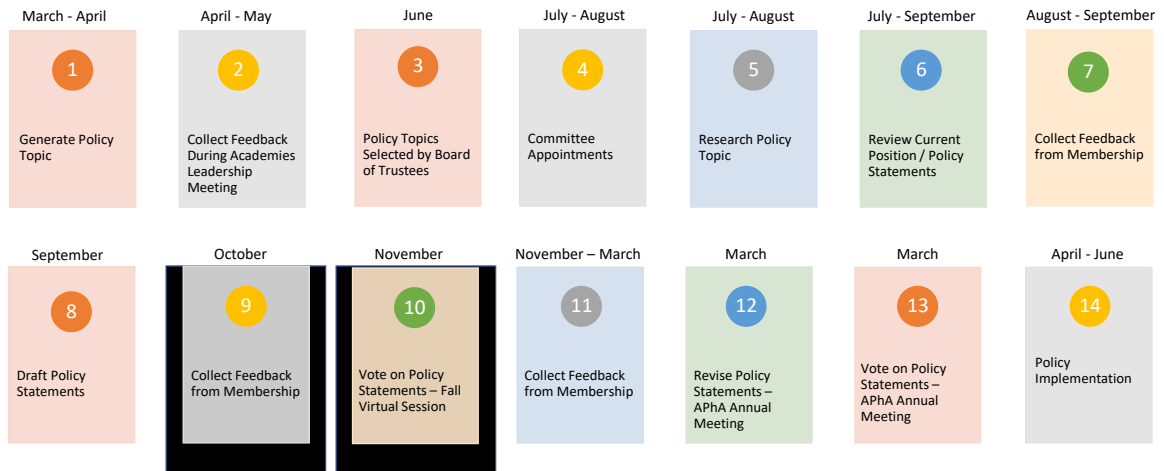 March - April
1
Generate Policy
Topic
April - May
2
Collect Feedback
During Academies
Leadership
Meeting
June
3
Policy Topics
Selected by Board
of Trustees
July - August
4
Committee
Appointments
July - August
5
Research Policy
Topic
July - September
6
Review Current
Position / Policy
Statements
August - September
7
Collect Feedback
from Membership
September
8
Draft Policy
Statements
October
9
Collect Feedback
from Membership
November
10
Vote on Policy
Statements – Fall
Virtual Session
November – March
11
Collect Feedback
from Membership
March
12
Revise Policy
Statements –
APhA Annual
Meeting
March
13
Vote on Policy
Statements –
APhA Annual
Meeting
April - June
14
Policy
Implementation